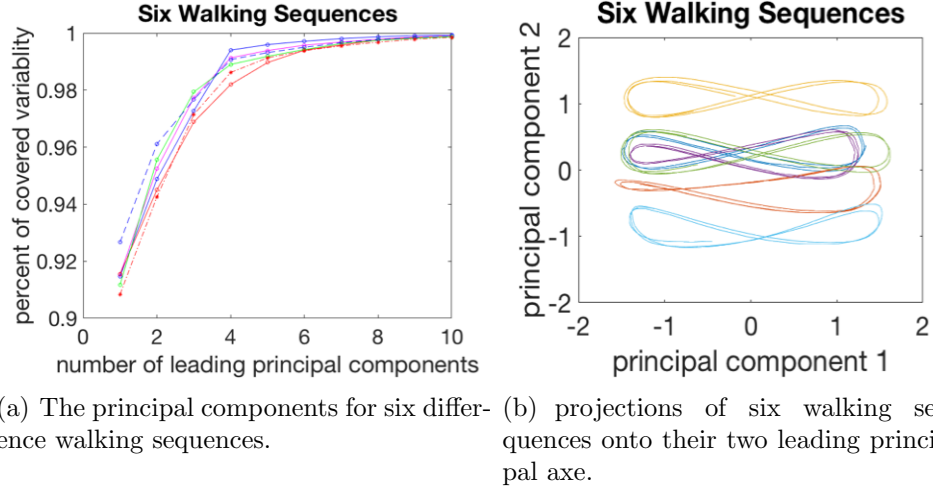 Six Walking Sequences
percent of covered variablity
1
0.98
0.96
0.94
0.92
0.9
0 2 4 6 8 10
number of leading principal components
(a) The principal components for six differ-
ence walking sequences.
Six Walking Sequences
principal component 2
2
1
0
-1
-2
-2 -1 0 1 2
principal component 1
(b) projections of six walking se-
quences onto their two leading princi-
pal axe.